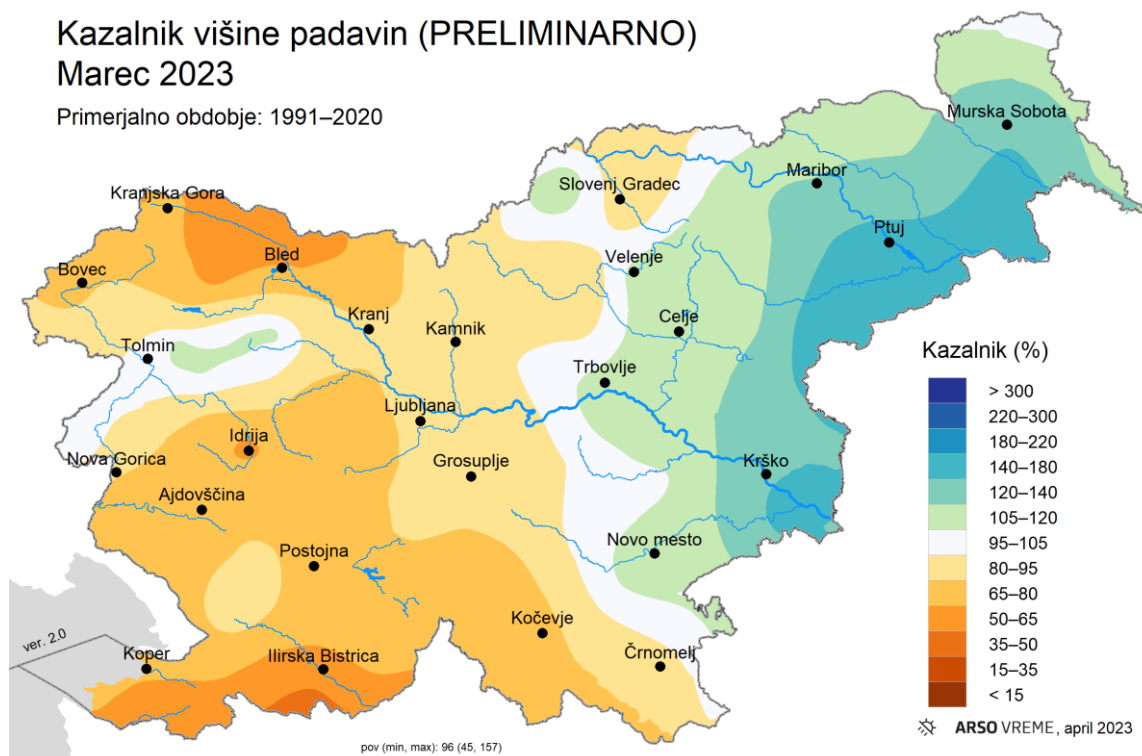 Kazalnik višine padavin (PRELIMINARNO)
Marec 2023
Primerjalno obdobje: 1991–2020
Murska Sobota
Maribor
Slovenj Gradec
Kranjska Gora
Ptuj
Bled
Velenje
Bovec
Kranj
Kamnik
Celje
Tolmin
Trbovlje
Ljubljana
Idrija
Nova Gorica
Grosuplje
Krško
Ajdovščina
Postojna
Novo mesto
Kočevje
Koper
Ilirska Bistrica
Črnomelj
ver. 2.0
Kazalnik (%)
> 300
220–300
180–220
140–180
120–140
105–120
95–105
80–95
65–80
50–65
35–50
15–35
< 15
ARSO VREME, april 2023
pov (min, max): 96 (45, 157)